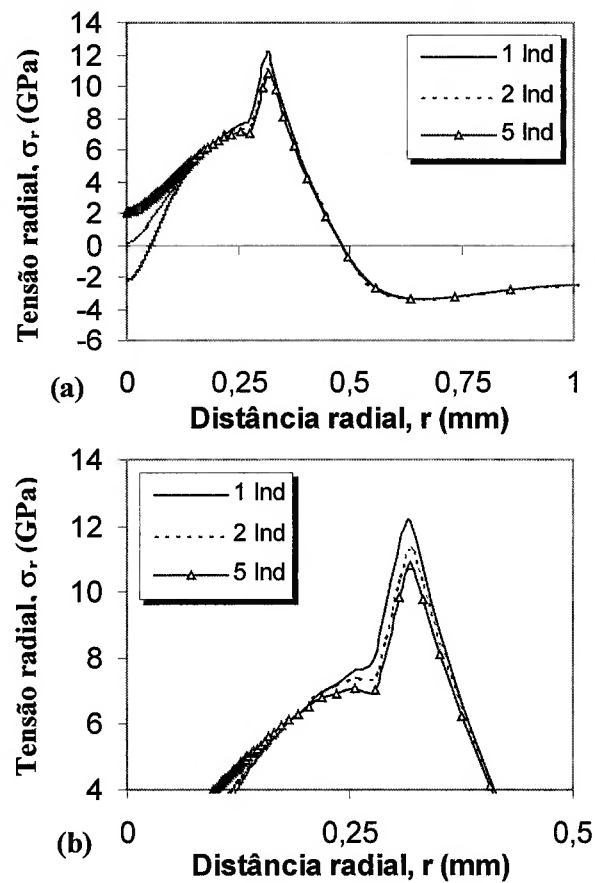 14
12
10
8
6
4
2
0
-2
-4
-6
Tensão radial, σr (GPa)
1 Ind
2 Ind
5 Ind
(a)
0
0,25
0,5
0,75
1
Distância radial, r (mm)
14
12
10
8
6
4
Tensão radial, σr (GPa)
1 Ind
2 Ind
5 Ind
(b)
0
0,25
0,5
Distância radial, r (mm)